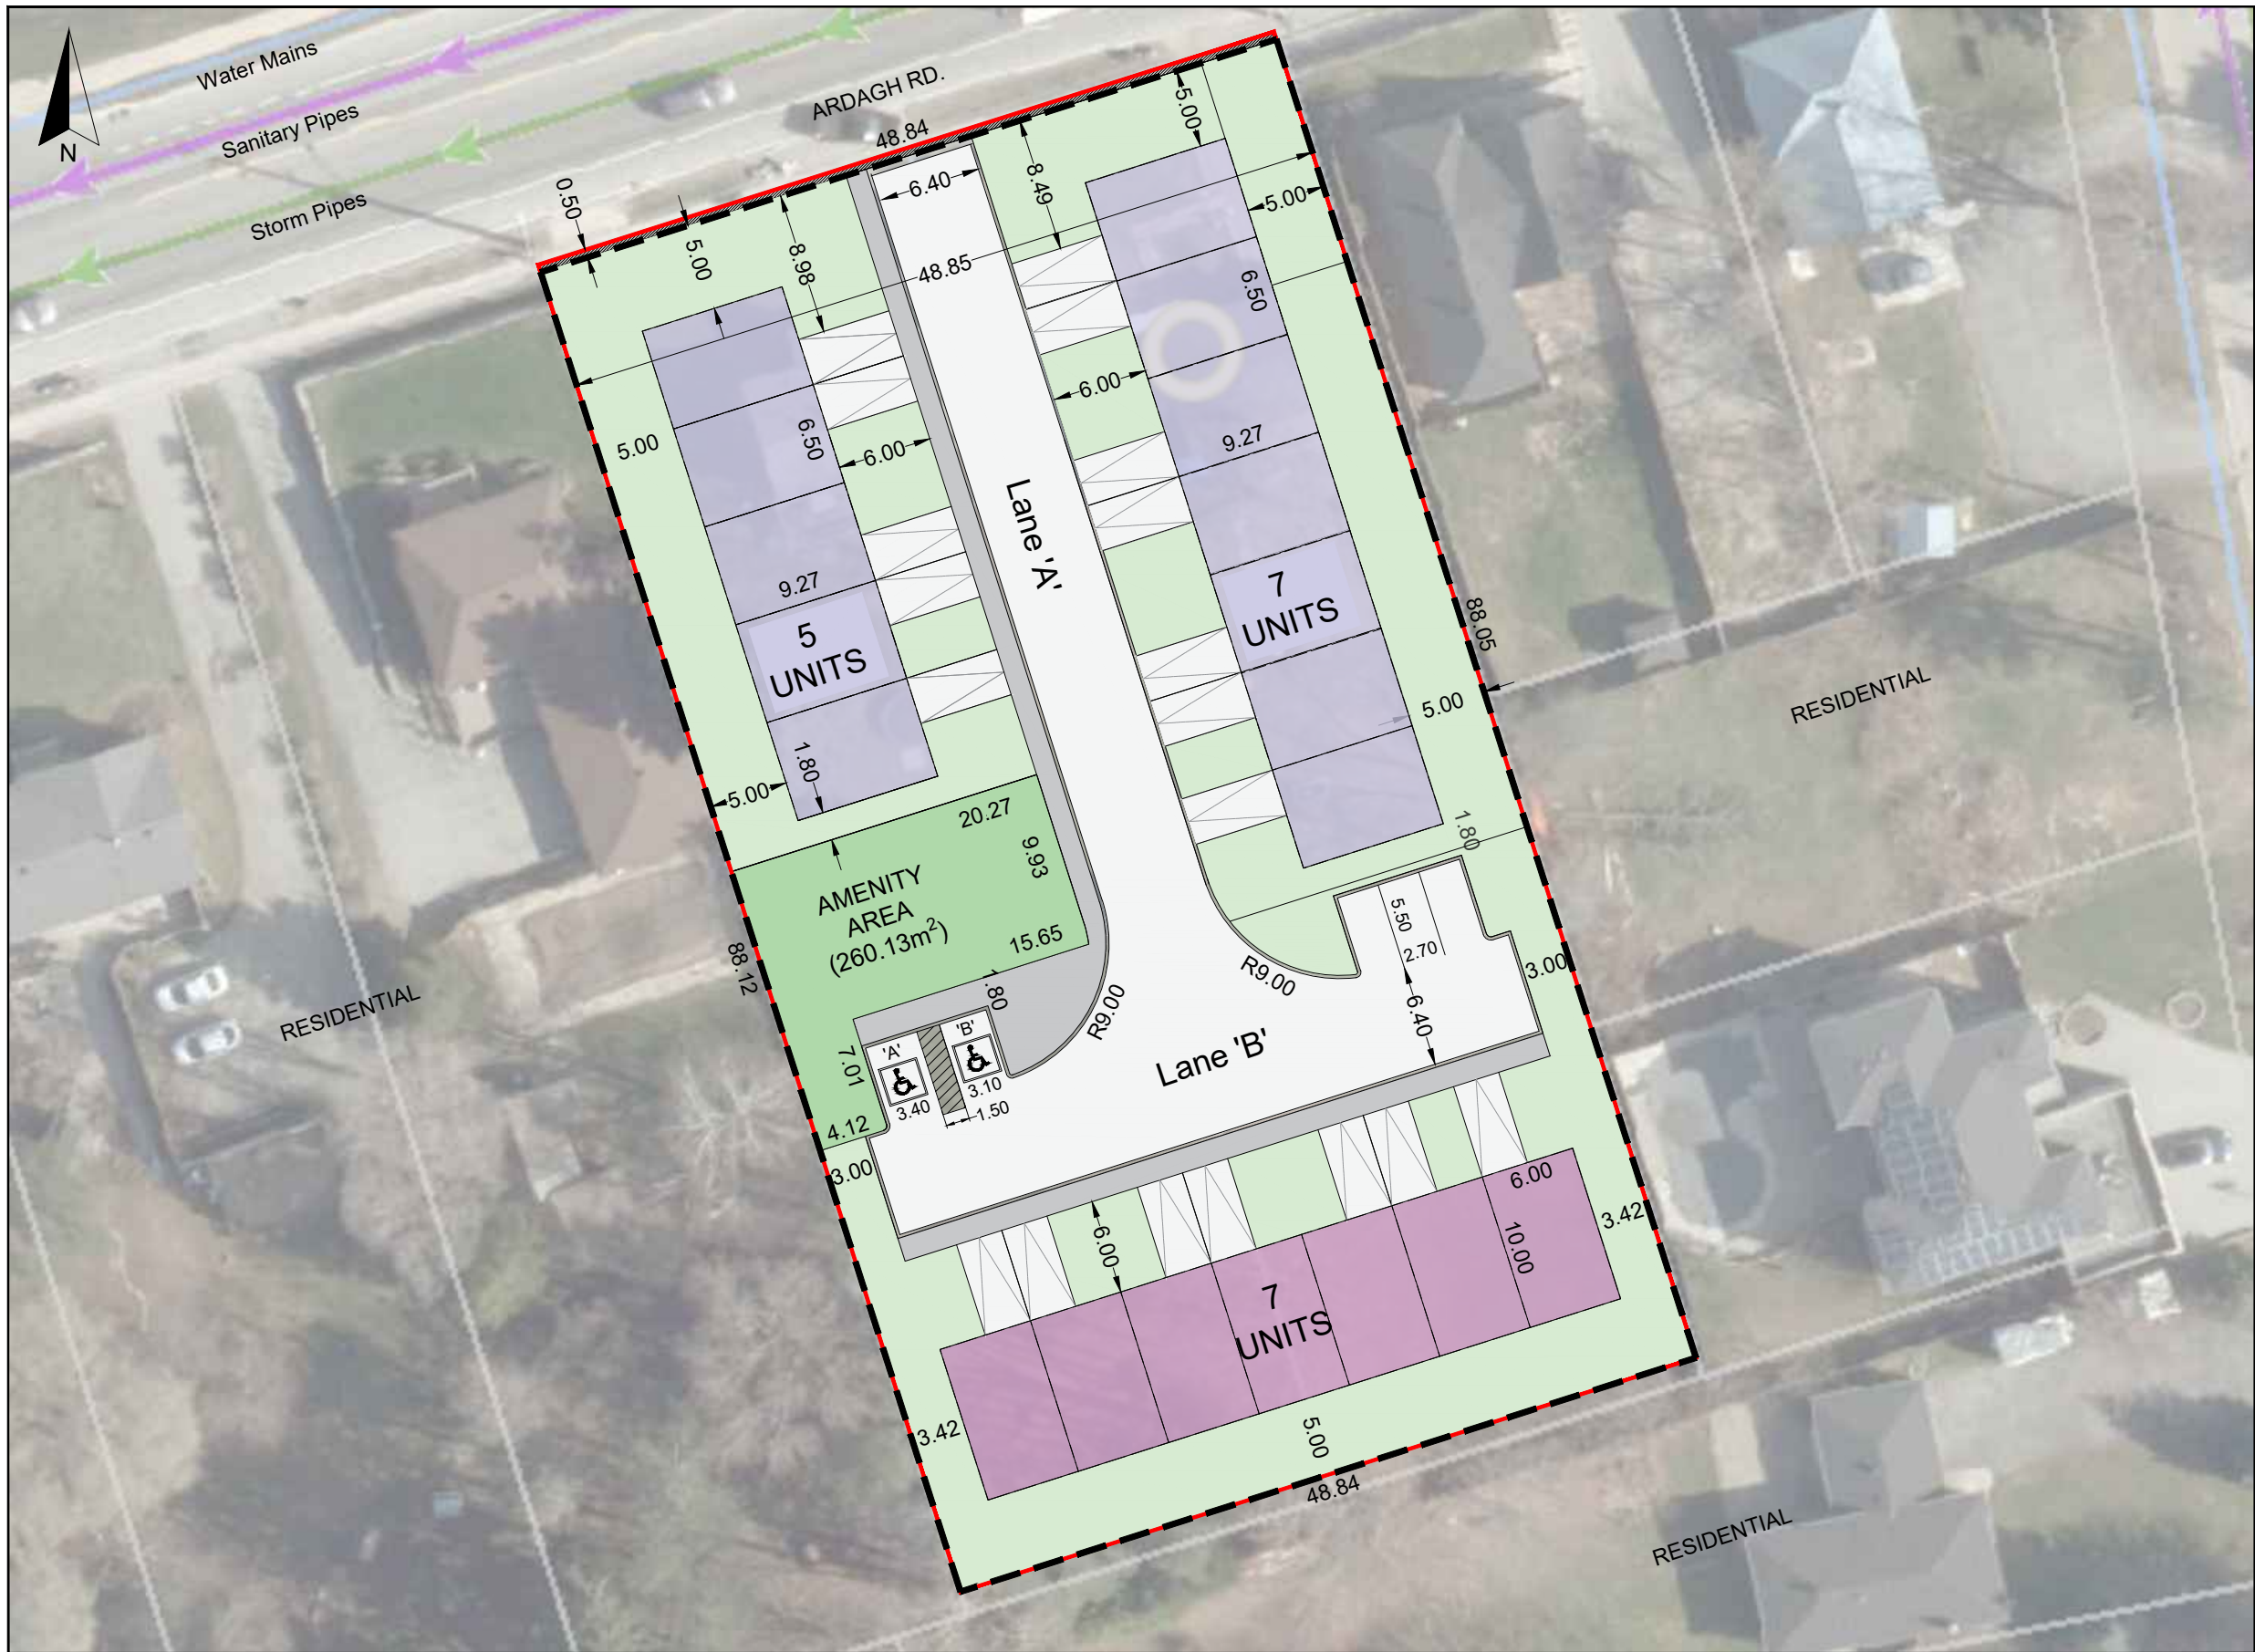 Water Mains
Sanitary Pipes
Storm Pipes
N
ARDAGH RD.
48.84
0.50
5.00
8.98
6.40
8.49
5.00
5.00
48.85
6.50
6.00
9.27
5.00
6.50
6.00
9.27
Lane 'A'
5
UNITS
7
UNITS
88.05
5.00
RESIDENTIAL
1.80
5.00
20.27
9.93
1.80
AMENITY
AREA
(260.13m²)
15.65
88.12
RESIDENTIAL
1.80
R9.00
R9.00
5.50
2.70
3.00
6.40
Lane 'B'
7.01
'A'
'B'
3.40
3.10
1.50
4.12
3.00
6.00
6.00
10.00
3.42
7
UNITS
3.42
5.00
48.84
RESIDENTIAL